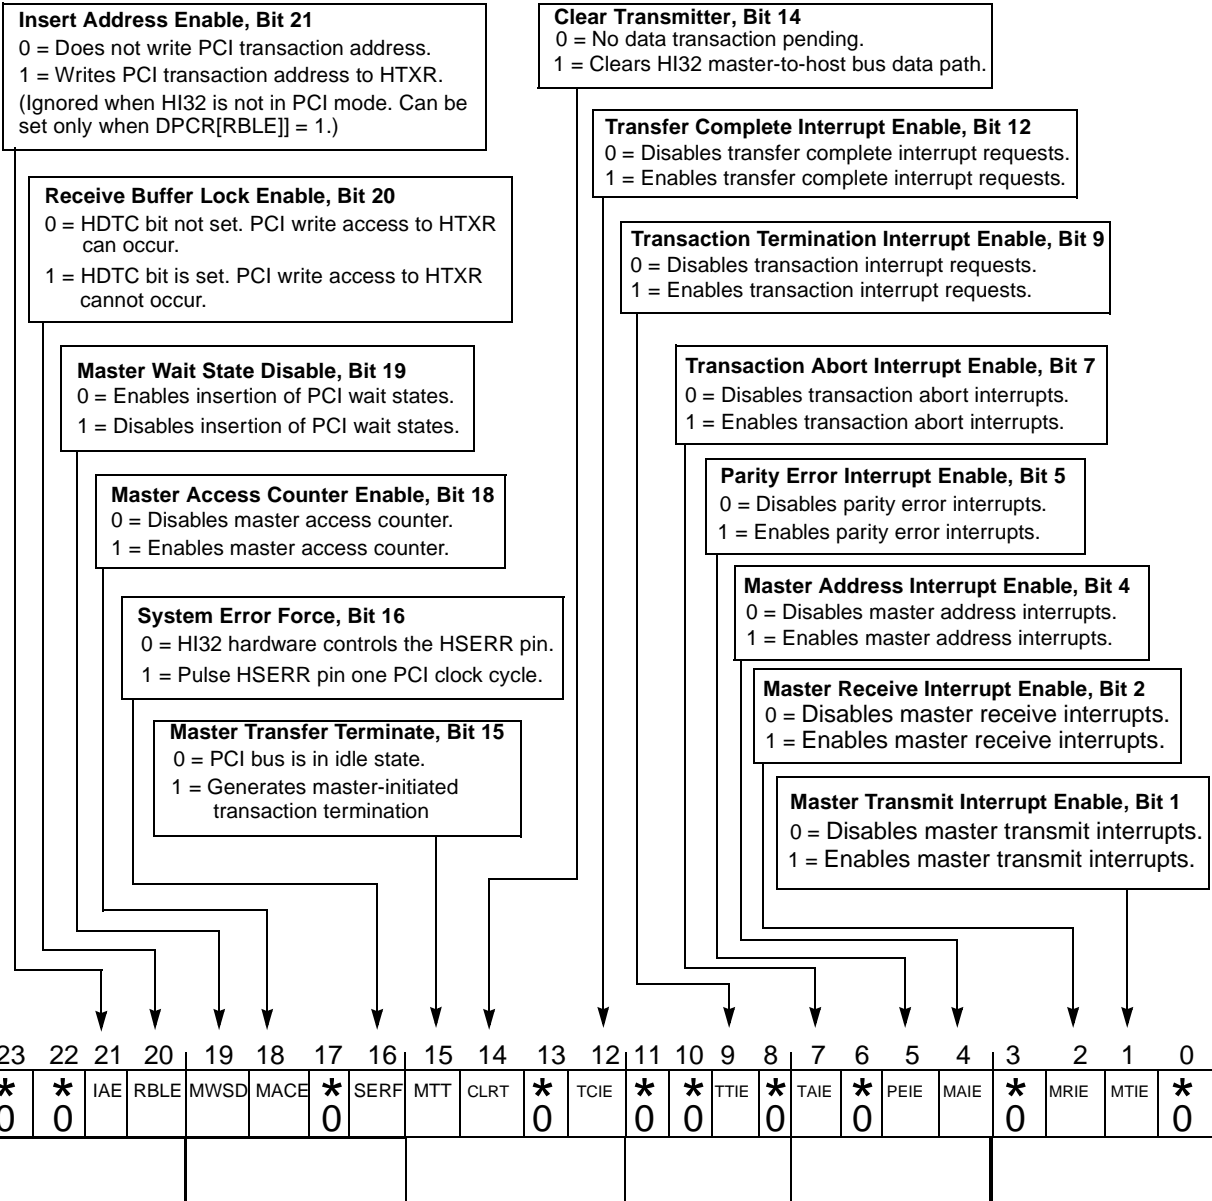 Insert Address Enable, Bit 21
0 = Does not write PCI transaction address.
1 = Writes PCI transaction address to HTXR.
(Ignored when HI32 is not in PCI mode. Can be
set only when DPCR[RBLE]] = 1.)
Receive Buffer Lock Enable, Bit 20
0 = HDTC bit not set. PCI write access to HTXR
can occur.
1 = HDTC bit is set. PCI write access to HTXR
cannot occur.
Master Wait State Disable, Bit 19
0 = Enables insertion of PCI wait states.
1 = Disables insertion of PCI wait states.
Master Access Counter Enable, Bit 18
0 = Disables master access counter.
1 = Enables master access counter.
System Error Force, Bit 16
0 = HI32 hardware controls the HSERR pin.
1 = Pulse HSERR pin one PCI clock cycle.
Master Transfer Terminate, Bit 15
0 = PCI bus is in idle state.
1 = Generates master-initiated
transaction termination
Clear Transmitter, Bit 14
0 = No data transaction pending.
1 = Clears HI32 master-to-host bus data path.
Transfer Complete Interrupt Enable, Bit 12
0 = Disables transfer complete interrupt requests.
1 = Enables transfer complete interrupt requests.
Transaction Termination Interrupt Enable, Bit 9
0 = Disables transaction interrupt requests.
1 = Enables transaction interrupt requests.
Transaction Abort Interrupt Enable, Bit 7
0 = Disables transaction abort interrupts.
1 = Enables transaction abort interrupts.
Parity Error Interrupt Enable, Bit 5
0 = Disables parity error interrupts.
1 = Enables parity error interrupts.
Master Address Interrupt Enable, Bit 4
0 = Disables master address interrupts.
1 = Enables master address interrupts.
Master Receive Interrupt Enable, Bit 2
0 = Disables master receive interrupts.
1 = Enables master receive interrupts.
Master Transmit Interrupt Enable, Bit 1
0 = Disables master transmit interrupts.
1 = Enables master transmit interrupts.
23 22 21 20 19 18 17 16 15 14 13 12 11 10 9 8 7 6 5 4 3 2 1 0
* * IAE RBLE MWSD MACE * SERF MTT CLRT * TCIE * * TTIE * TAIE * PEIE MAIE * MRIE MTIE *
0 0 0 0 0 0 0 0 0 0